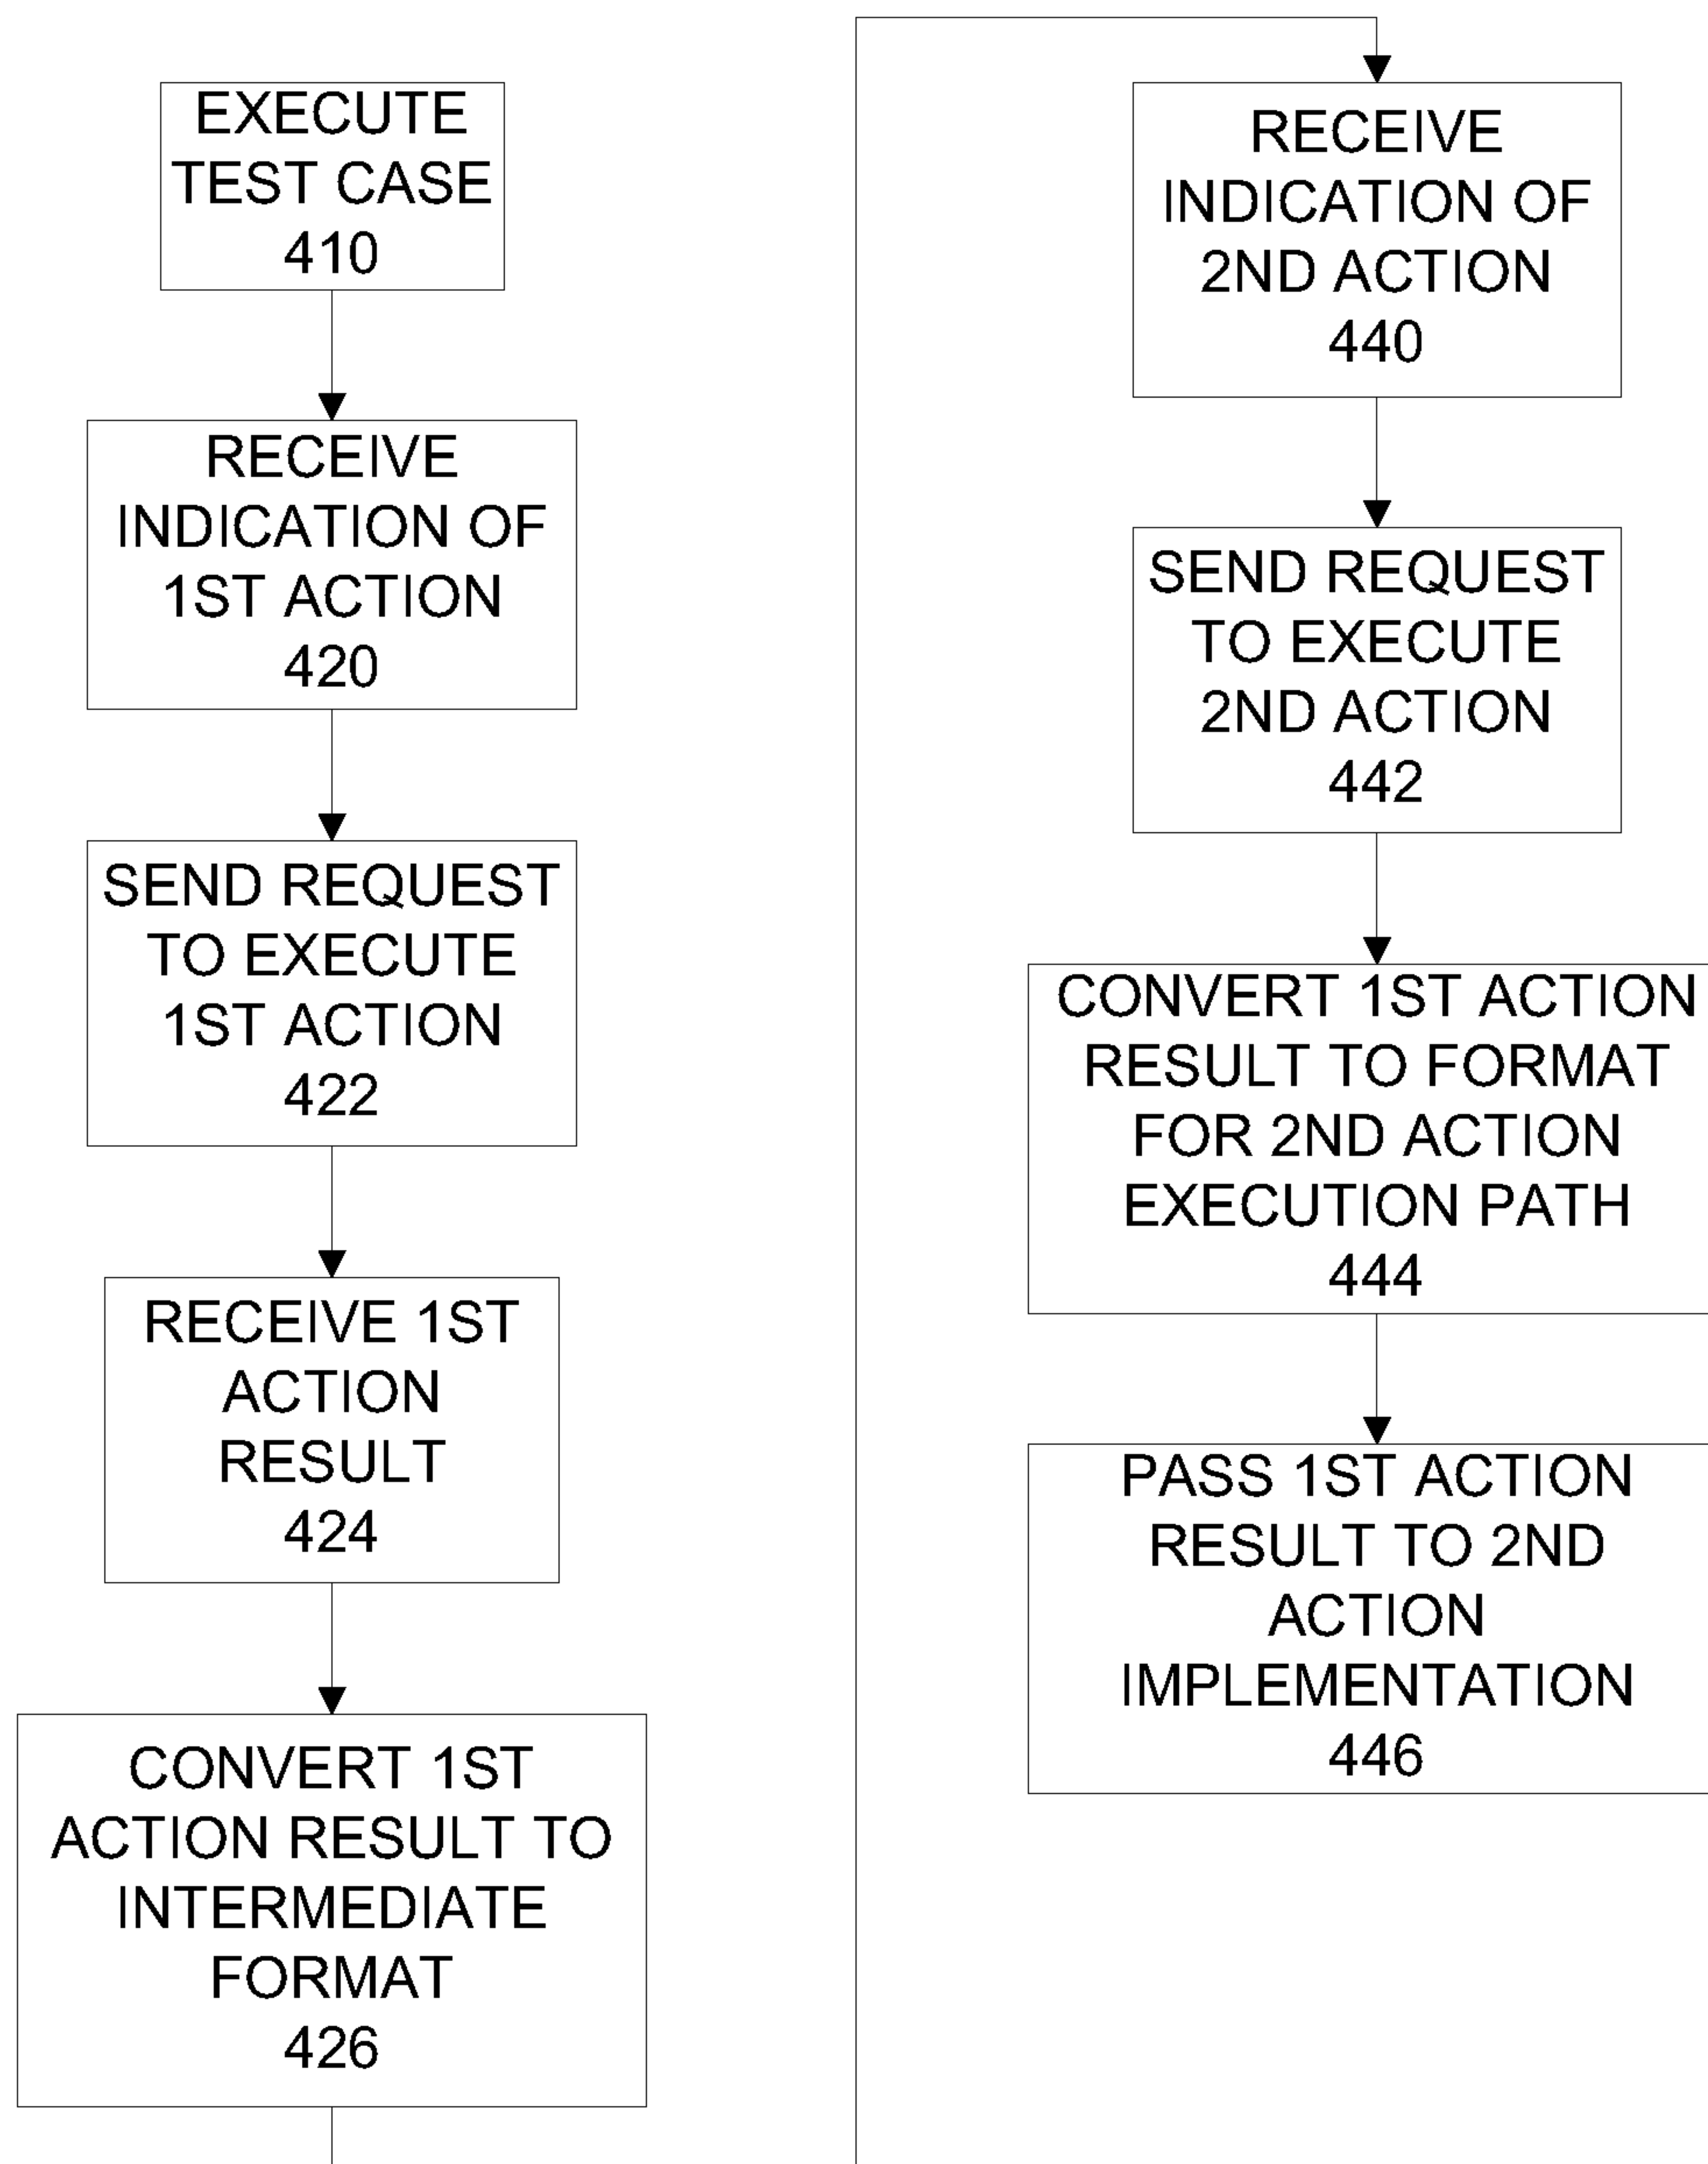 EXECUTE
TEST CASE
410
RECEIVE
INDICATION OF
1ST ACTION
420
SEND REQUEST
TO EXECUTE
1ST ACTION
422
RECEIVE 1ST
ACTION
RESULT
424
CONVERT 1ST
ACTION RESULT TO
INTERMEDIATE
FORMAT
426
RECEIVE
INDICATION OF
2ND ACTION
440
SEND REQUEST
TO EXECUTE
2ND ACTION
442
CONVERT 1ST ACTION
RESULT TO FORMAT
FOR 2ND ACTION
EXECUTION PATH
444
PASS 1ST ACTION
RESULT TO 2ND
ACTION
IMPLEMENTATION
446